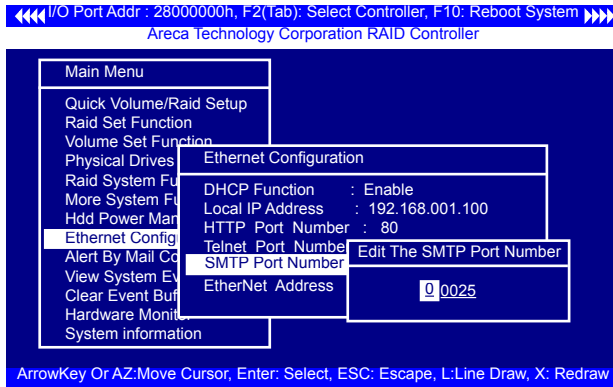 I/O Port Addr : 28000000h, F2(Tab): Select Controller, F10: Reboot System
Areca Technology Corporation RAID Controller
Main Menu
Quick Volume/Raid Setup
Raid Set Function
Volume Set Function
Physical Drives
Raid System Fu
More System Fu
Hdd Power Man
Ethernet Config
Alert By Mail Co
View System Ev
Clear Event Buf
Hardware Monito
System information
Ethernet Configuration
DHCP Function : Enable
Local IP Address : 192.168.001.100
HTTP Port Number : 80
Telnet Port Numbe
SMTP Port Number
EtherNet Address
Edit The SMTP Port Number
0 0025
ArrowKey Or AZ:Move Cursor, Enter: Select, ESC: Escape, L:Line Draw, X: Redraw